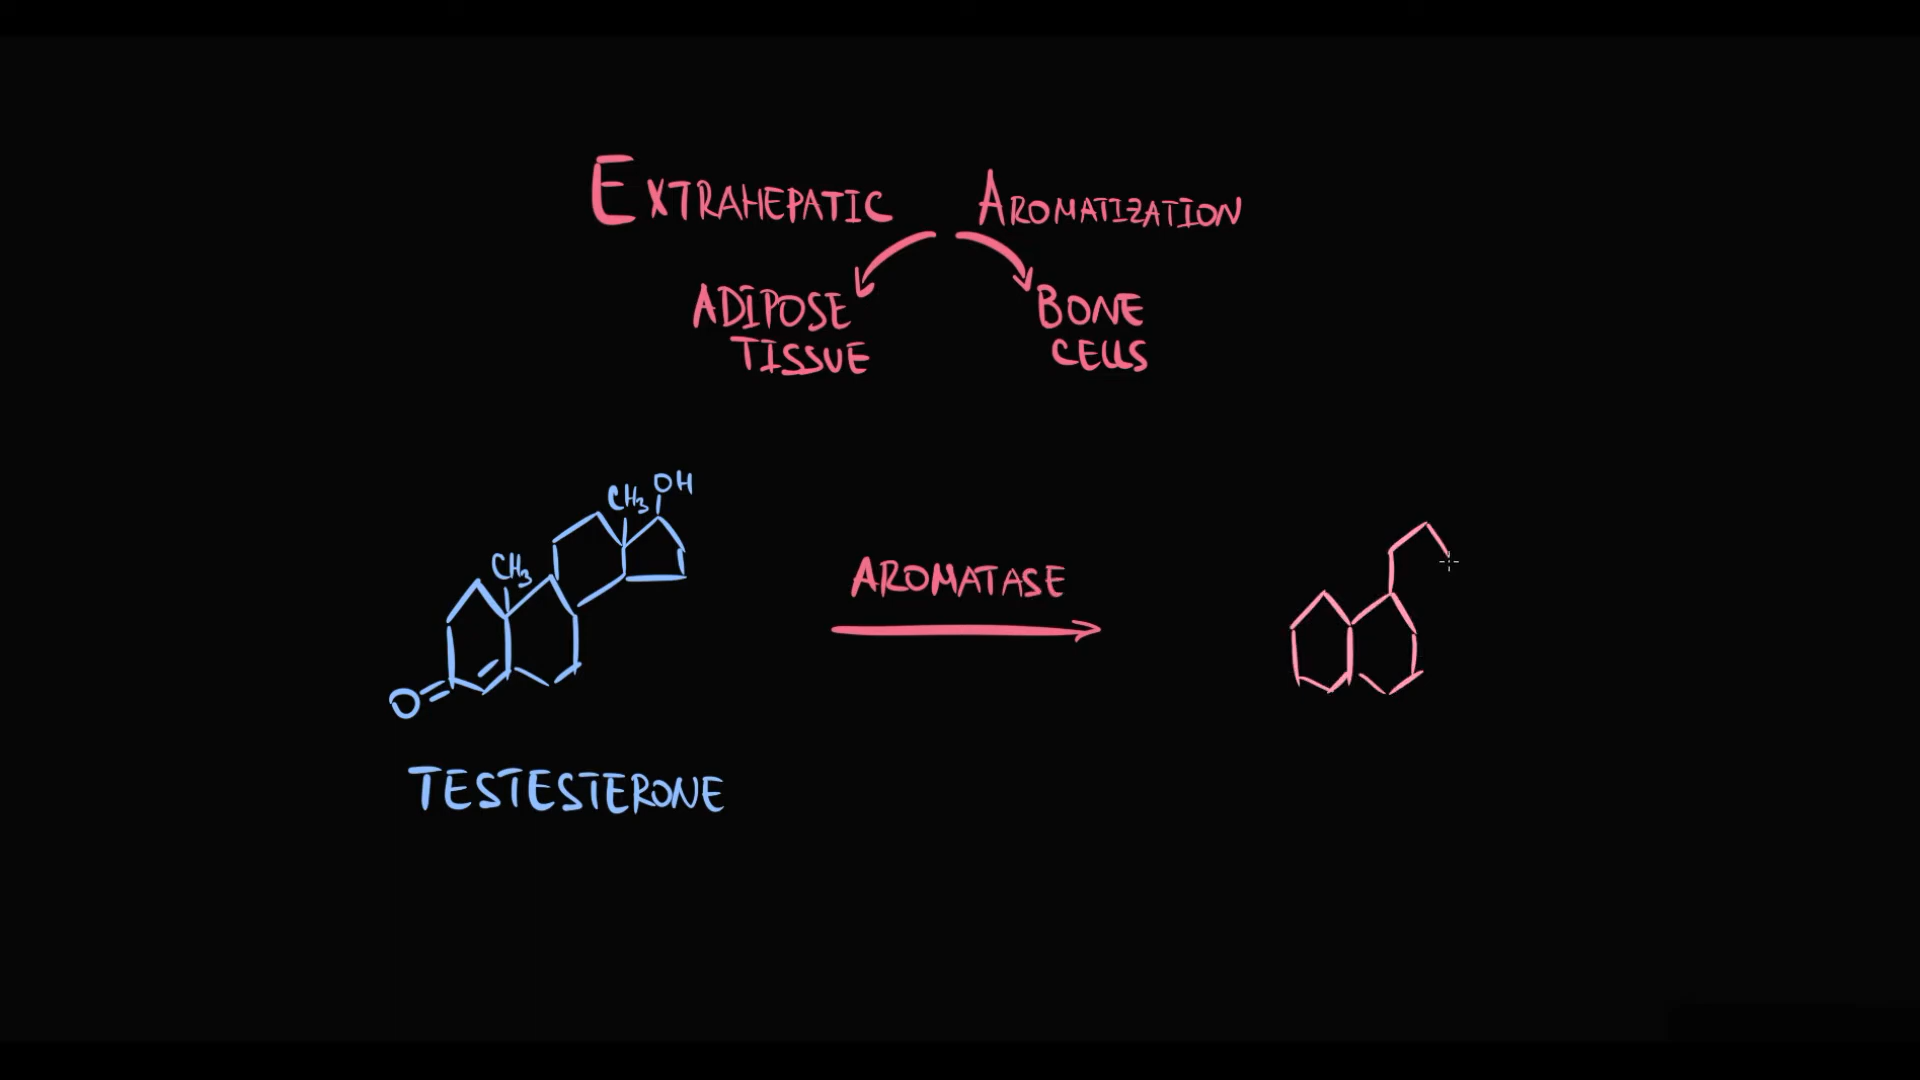 EXTRAHEPATIC AROMATIZATION
ADIPOSE TISSUE
BONE CELLS
CH3 OH
CH3
O
AROMATASE
TESTESTERONE